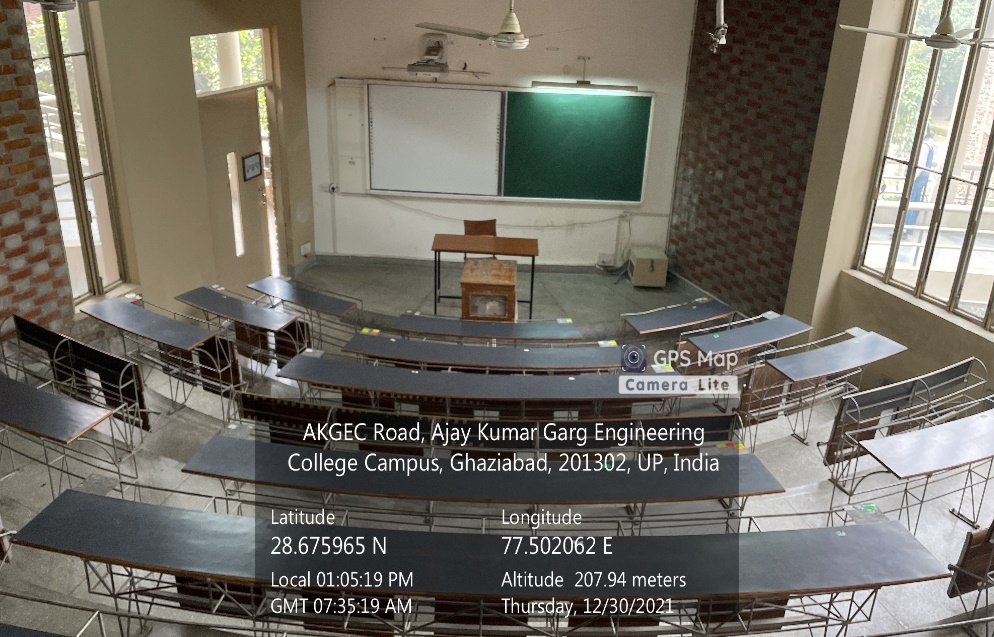 GPS Map
Camera Lite
AKGEC Road, Ajay Kumar Garg Engineering
College Campus, Ghaziabad, 201302, UP, India
Latitude
28.675965 N
Longitude
77.502062 E
Local 01:05:19 PM
GMT 07:35:19 AM
Altitude 207.94 meters
Thursday, 12/30/2021